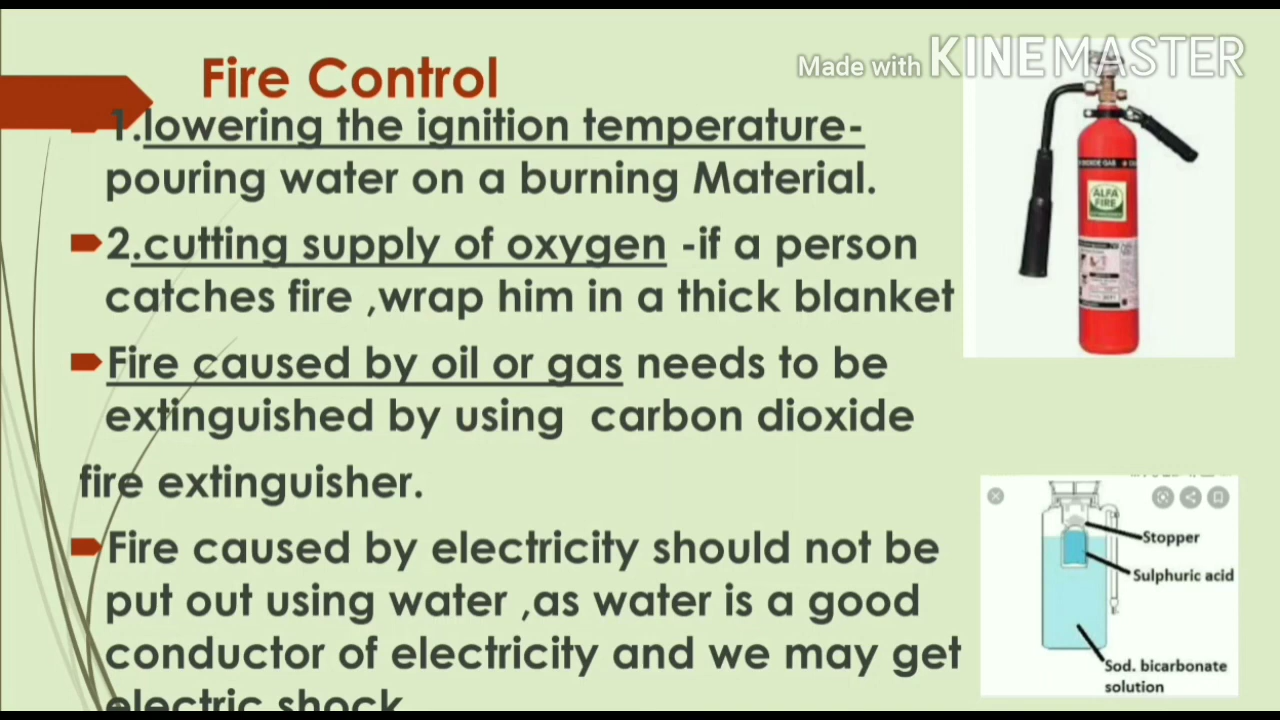 Made with KINEMASTER
Fire Control
1.lowering the ignition temperature-
pouring water on a burning Material.
2.cutting supply of oxygen -if a person
catches fire ,wrap him in a thick blanket
Fire caused by oil or gas needs to be
extinguished by using carbon dioxide
fire extinguisher.
Fire caused by electricity should not be
put out using water ,as water is a good
conductor of electricity and we may get
electric shock
ALFA
FIRE
Stopper
Sulphuric acid
Sod. bicarbonate
solution